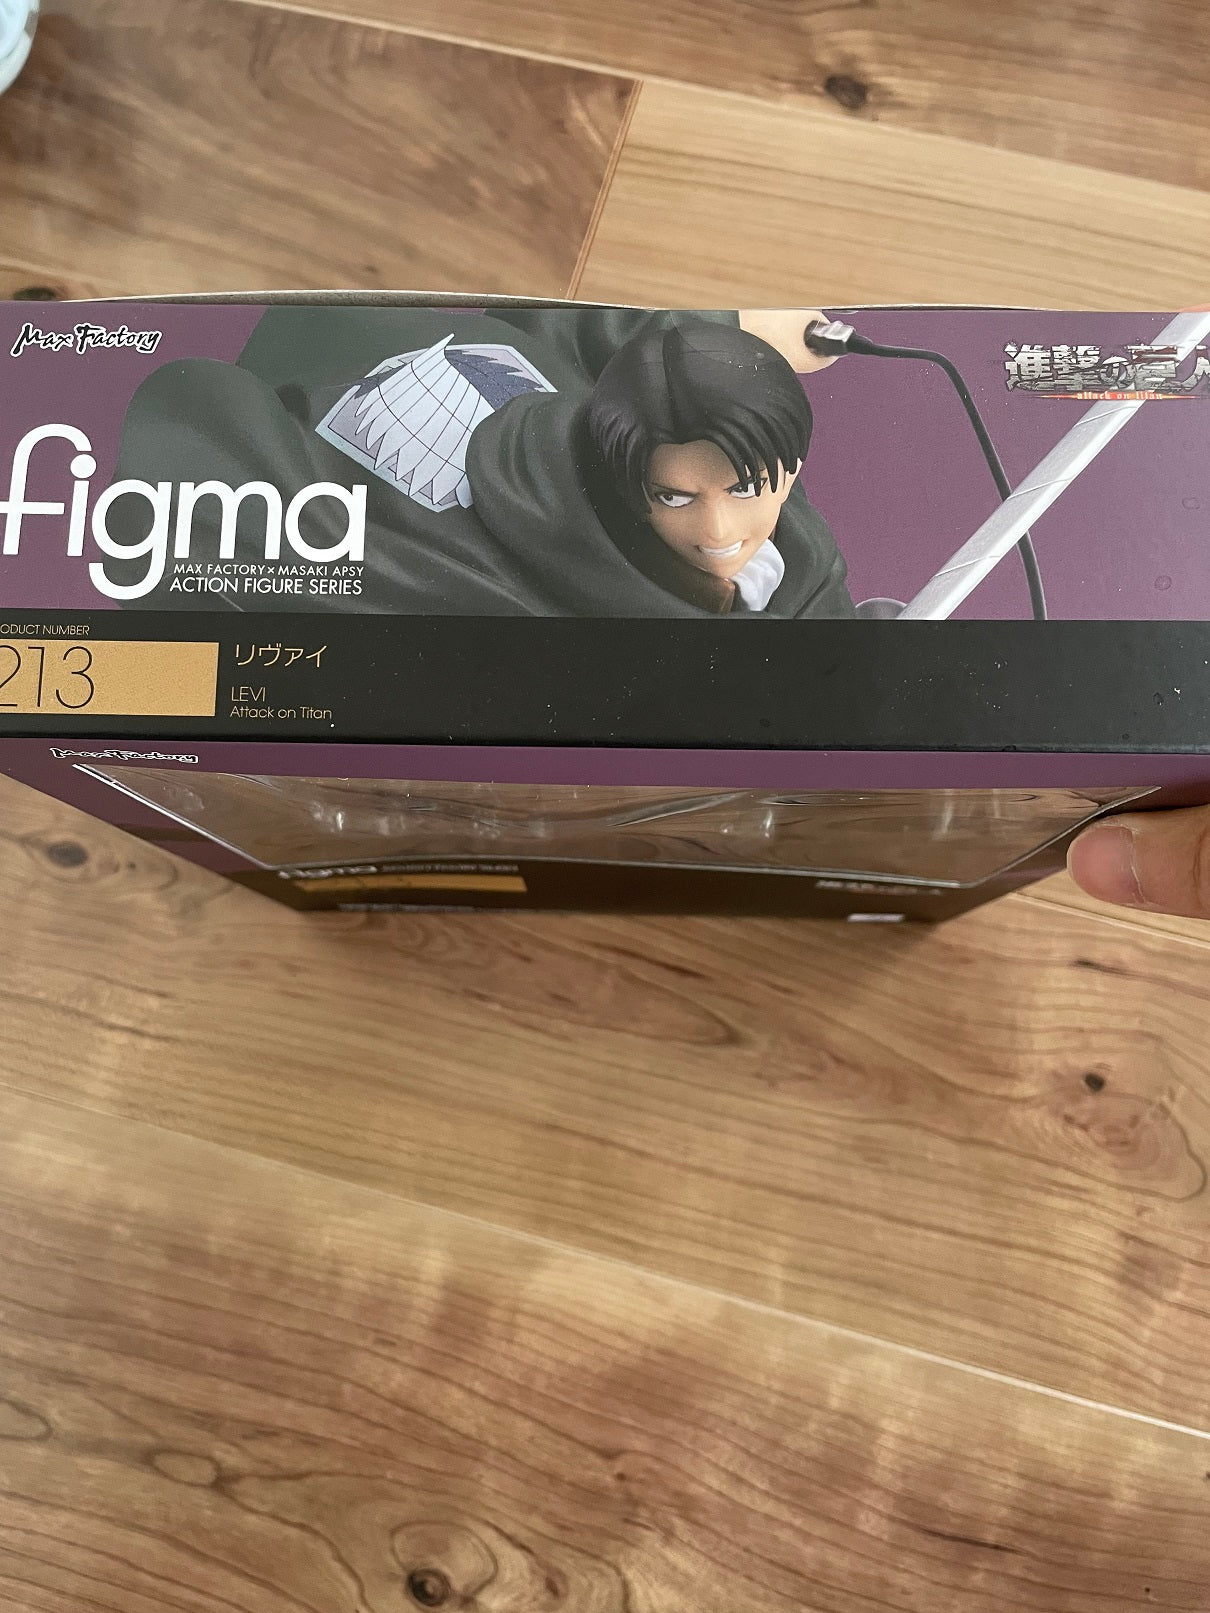 Max Factory
進撃の巨人
attack on titan
figma
MAX FACTORY×MASAKI APSY
ACTION FIGURE SERIES
ODUCT NUMBER
213
リヴァイ
LEVI
Attack on Titan
Max Factory
figma